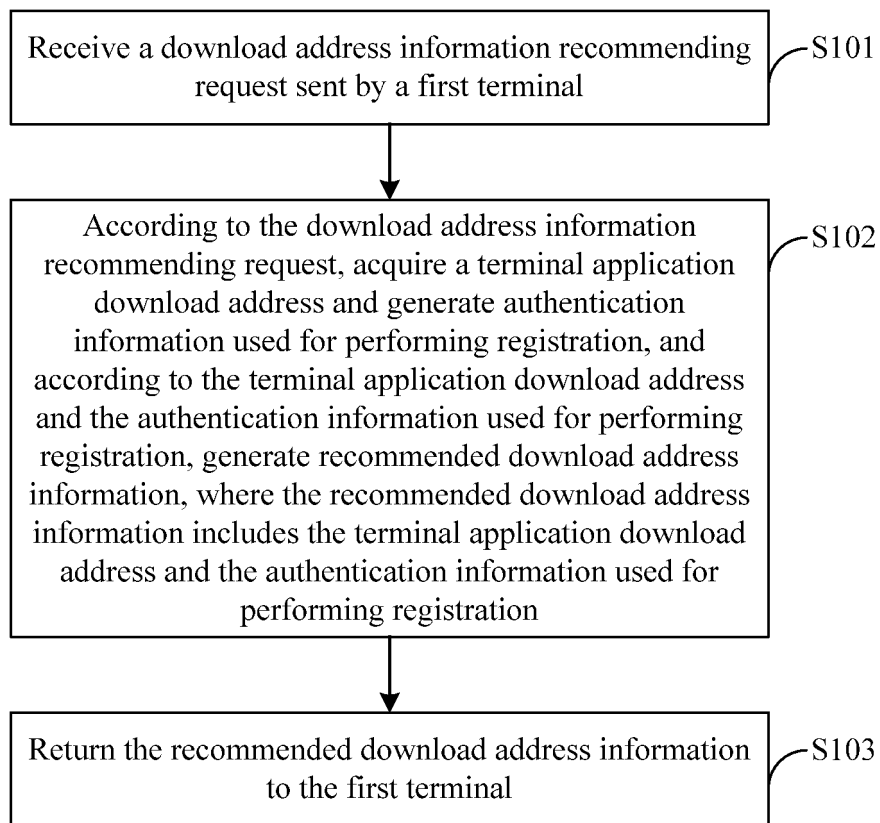 Receive a download address information recommending
request sent by a first terminal
S101
According to the download address information
recommending request, acquire a terminal application
download address and generate authentication
information used for performing registration, and
according to the terminal application download address
and the authentication information used for performing
registration, generate recommended download address
information, where the recommended download address
information includes the terminal application download
address and the authentication information used for
performing registration
S102
Return the recommended download address information
to the first terminal
S103